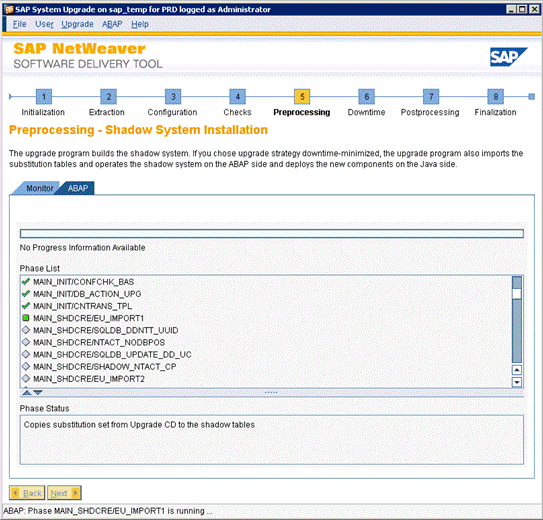 SAP System Upgrade on sap_temp for PRD logged as Administrator
File User Upgrade ABAP Help
SAP NetWeaver
SOFTWARE DELIVERY TOOL
SAP
1 2 3 4 5 6 7 8
Initialization Extraction Configuration Checks Preprocessing Downtime Postprocessing Finalization
Preprocessing - Shadow System Installation
The upgrade program builds the shadow system. If you chose upgrade strategy downtime-minimized, the upgrade program also imports the
substitution tables and operates the shadow system on the ABAP side and deploys the new components on the Java side.
Monitor ABAP
No Progress Information Available
Phase List
MAIN_INIT/CONFCHK_BAS
MAIN_INIT/DB_ACTION_UPG
MAIN_INIT/CNTRANS_TPL
MAIN_SHDCRE/EU_IMPORT1
MAIN_SHDCRE/SQLDB_DDNTT_UUID
MAIN_SHDCRE/NTACT_NODBPOS
MAIN_SHDCRE/SQLDB_UPDATE_DD_UC
MAIN_SHDCRE/SHADOW_NTACT_CP
MAIN_SHDCRE/EU_IMPORT2
Phase Status
Copies substitution set from Upgrade CD to the shadow tables
Back Next
ABAP: Phase MAIN_SHDCRE/EU_IMPORT1 is running ...